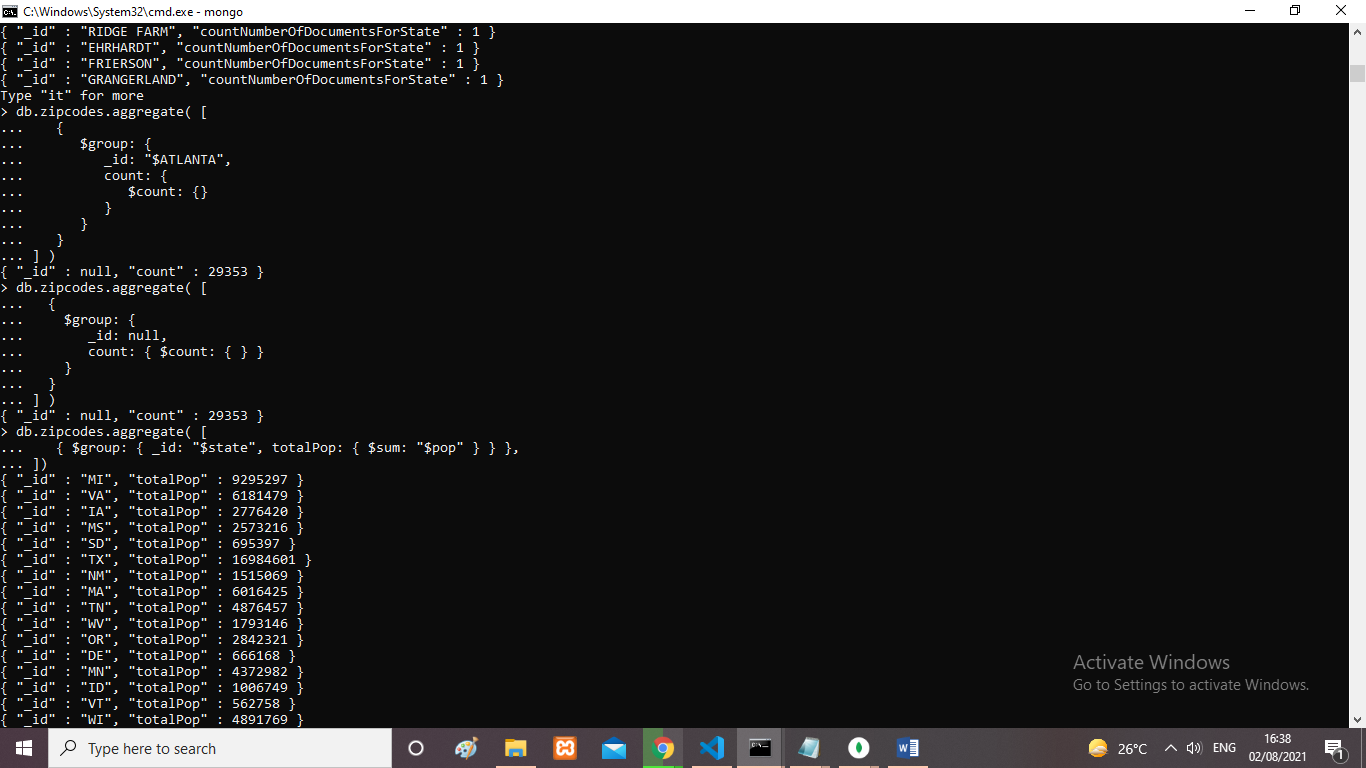 C:\Windows\System32\cmd.exe - mongo
{ "_id" : "RIDGE FARM", "countNumberOfDocumentsForState" : 1 }
{ "_id" : "EHRHARDT", "countNumberOfDocumentsForState" : 1 }
{ "_id" : "FRIERSON", "countNumberOfDocumentsForState" : 1 }
{ "_id" : "GRANGERLAND", "countNumberOfDocumentsForState" : 1 }
Type "it" for more
> db.zipcodes.aggregate( [
...    {
...       $group: {
...          _id: "$ATLANTA",
...          count: {
...             $count: {}
...          }
...       }
...    }
... ] )
{ "_id" : null, "count" : 29353 }
> db.zipcodes.aggregate( [
...   {
...     $group: {
...        _id: null,
...        count: { $count: { } }
...     }
...   }
... ] )
{ "_id" : null, "count" : 29353 }
> db.zipcodes.aggregate( [
...    { $group: { _id: "$state", totalPop: { $sum: "$pop" } } },
... ])
{ "_id" : "MI", "totalPop" : 9295297 }
{ "_id" : "VA", "totalPop" : 6181479 }
{ "_id" : "IA", "totalPop" : 2776420 }
{ "_id" : "MS", "totalPop" : 2573216 }
{ "_id" : "SD", "totalPop" : 695397 }
{ "_id" : "TX", "totalPop" : 16984601 }
{ "_id" : "NM", "totalPop" : 1515069 }
{ "_id" : "MA", "totalPop" : 6016425 }
{ "_id" : "TN", "totalPop" : 4876457 }
{ "_id" : "WV", "totalPop" : 1793146 }
{ "_id" : "OR", "totalPop" : 2842321 }
{ "_id" : "DE", "totalPop" : 666168 }
{ "_id" : "MN", "totalPop" : 4372982 }
{ "_id" : "ID", "totalPop" : 1006749 }
{ "_id" : "VT", "totalPop" : 562758 }
{ "_id" : "WI", "totalPop" : 4891769 }
Activate Windows
Go to Settings to activate Windows.
Type here to search
26°C
ENG
16:38
02/08/2021
1